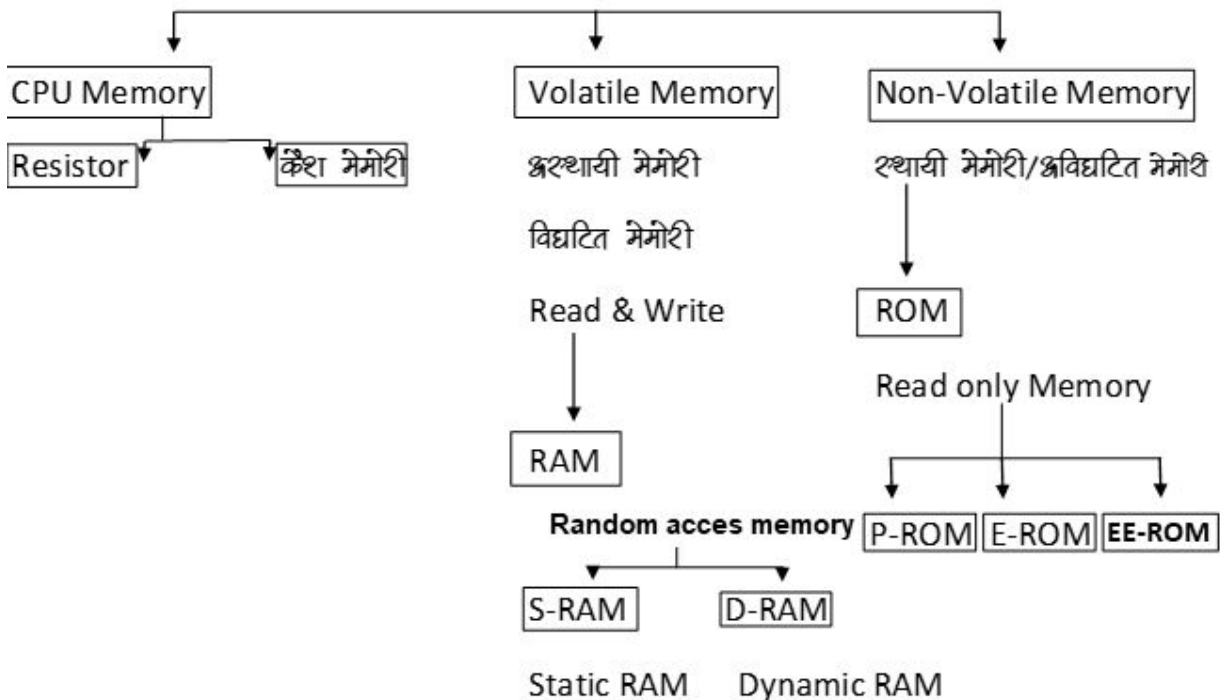 CPU Memory
Volatile Memory
Non-Volatile Memory
Resistor
कैश मेमोरी
अस्थायी मेमोरी
स्थायी मेमोरी/अविघटित मेमोरी
विघटित मेमोरी
Read & Write
ROM
Read only Memory
RAM
Random acces memory
P-ROM
E-ROM
EE-ROM
S-RAM
D-RAM
Static RAM
Dynamic RAM